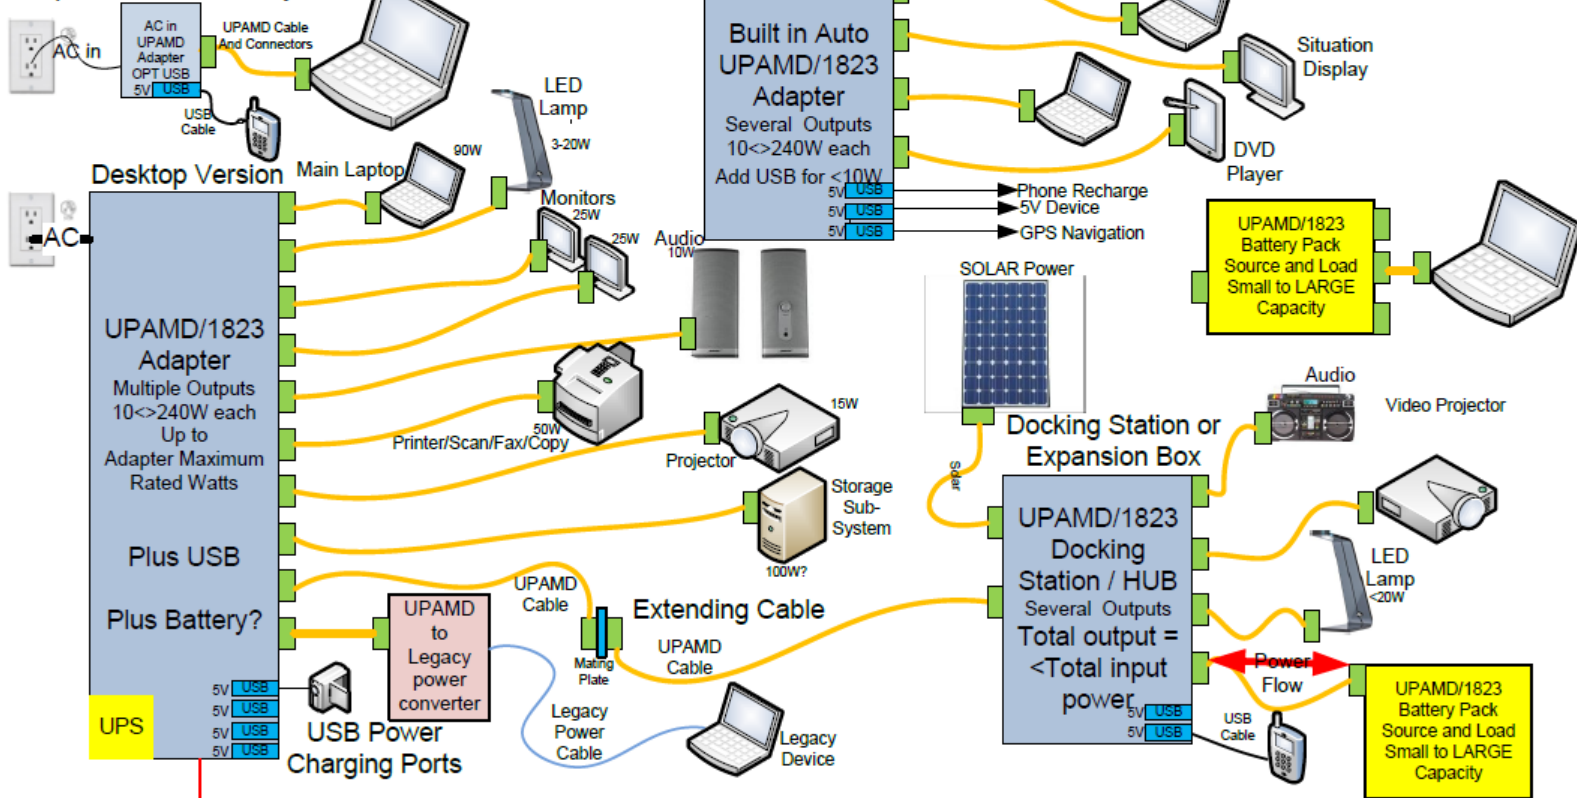 AC in
AC in
UPAMD
Adapter
OPT USB
5V USB
UPAMD Cable
And Connectors
USB
Cable
LED
Lamp
3-20W
Desktop Version
Main Laptop
90W
AC
Monitors
25W
25W
Audio
10W
UPAMD/1823
Adapter
Multiple Outputs
10<>240W each
Up to
Adapter Maximum
Rated Watts
Plus USB
Plus Battery?
UPS
5V USB
5V USB
5V USB
5V USB
USB Power
Charging Ports
50W
Printer/Scan/Fax/Copy
15W
Projector
Storage
Sub-
System
100W?
UPAMD
Cable
Extending Cable
Mating
Plate
UPAMD
Cable
UPAMD
to
Legacy
power
converter
Legacy
Power
Cable
Legacy
Device
Built in Auto
UPAMD/1823
Adapter
Several Outputs
10<>240W each
Add USB for <10W
5V USB
5V USB
5V USB
Phone Recharge
5V Device
GPS Navigation
Situation
Display
DVD
Player
UPAMD/1823
Battery Pack
Source and Load
Small to LARGE
Capacity
SOLAR Power
Solar
Docking Station or
Expansion Box
UPAMD/1823
Docking
Station / HUB
Several Outputs
Total output =
<Total input
power
5V USB
5V USB
Audio
Video Projector
LED
Lamp
<20W
Power
Flow
USB
Cable
UPAMD/1823
Battery Pack
Source and Load
Small to LARGE
Capacity